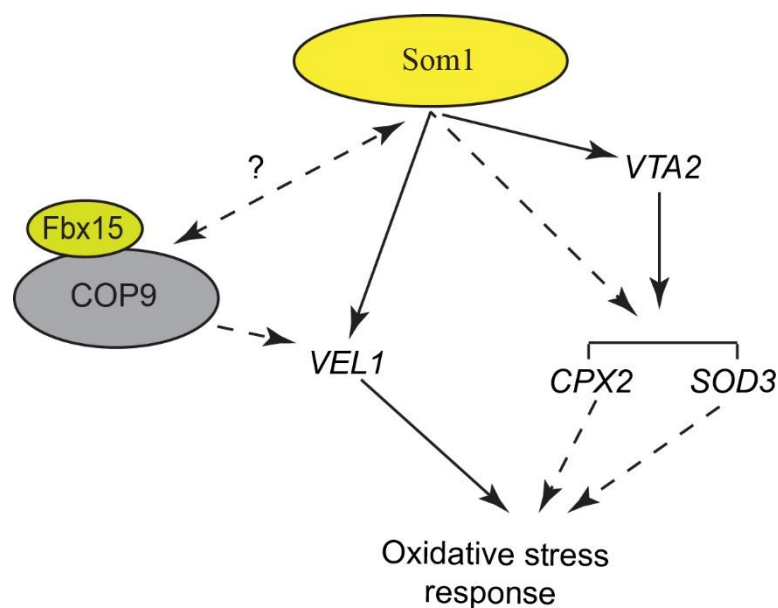 Som1
?
VTA2
Fbx15
COP9
VEL1
CPX2
SOD3
Oxidative stress
response